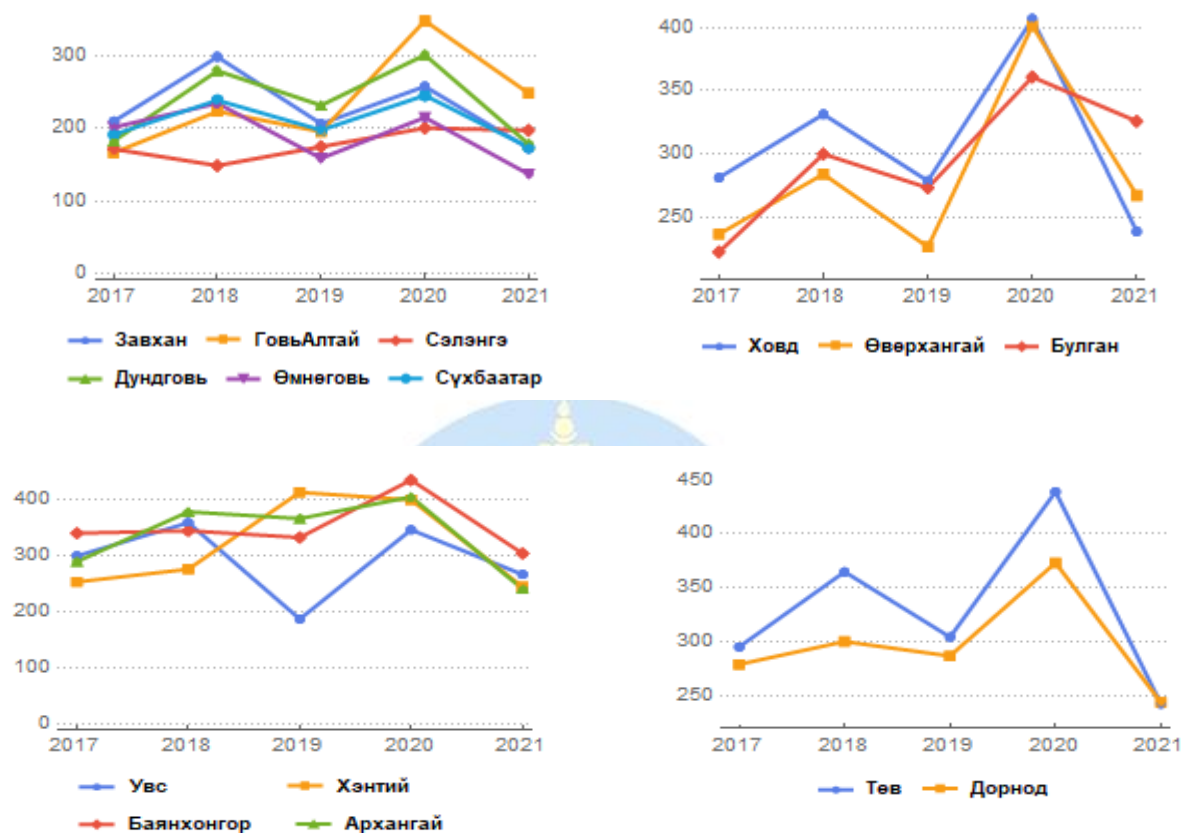 300
200
100
0
2017 2018 2019 2020 2021
Завхан ГовьАлтай Сэлэнгэ
Дундговь Өмнөговь Сүхбаатар
400
350
300
250
2017 2018 2019 2020 2021
Ховд Өвөрхангай Булган
400
300
200
100
0
2017 2018 2019 2020 2021
Увс Хэнтий
Баянхонгор Архангай
450
400
350
300
250
2017 2018 2019 2020 2021
Төв Дорнод